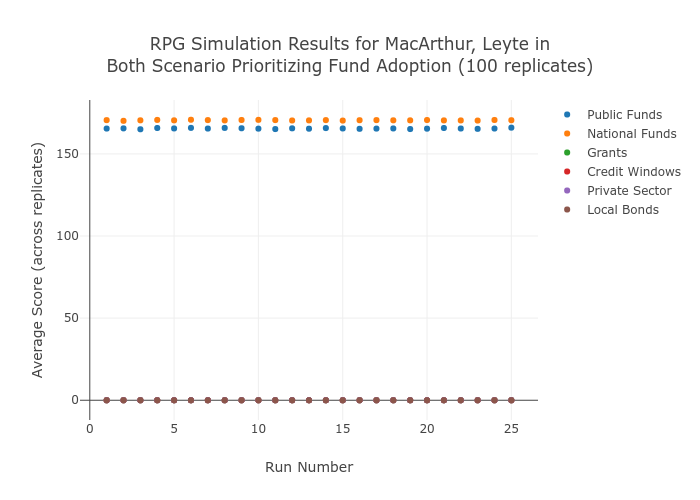 RPG Simulation Results for MacArthur, Leyte in
Both Scenario Prioritizing Fund Adoption (100 replicates)
Public Funds
National Funds
Grants
Credit Windows
Private Sector
Local Bonds
Average Score (across replicates)
150
100
50
0
0 5 10 15 20 25
Run Number